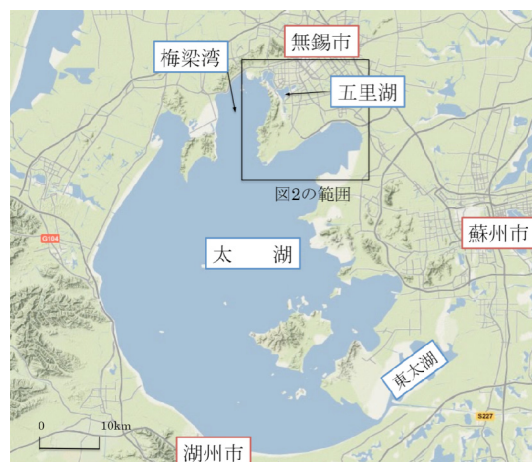 無錫市
梅梁湾
五里湖
図2の範囲
太　湖
蘇州市
G104
東太湖
S227
0 10km
湖州市